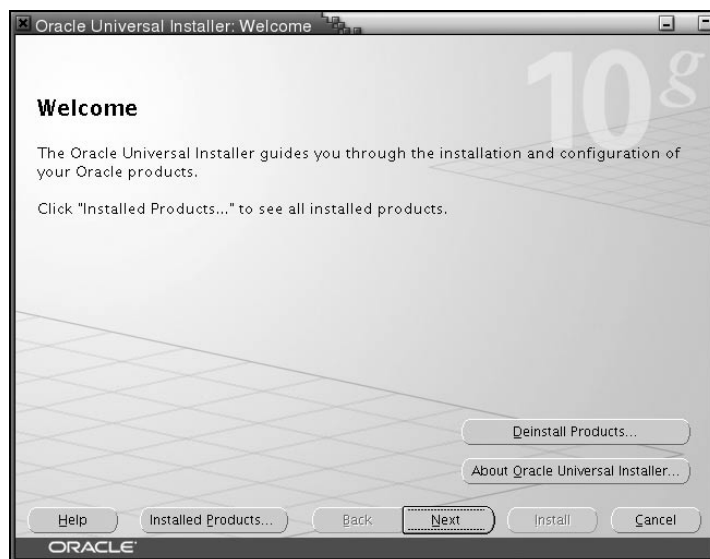 Oracle Universal Installer: Welcome
10g
Welcome
The Oracle Universal Installer guides you through the installation and configuration of
your Oracle products.
Click "Installed Products..." to see all installed products.
Deinstall Products...
About Oracle Universal Installer...
Help
Installed Products...
Back
Next
Install
Cancel
ORACLE